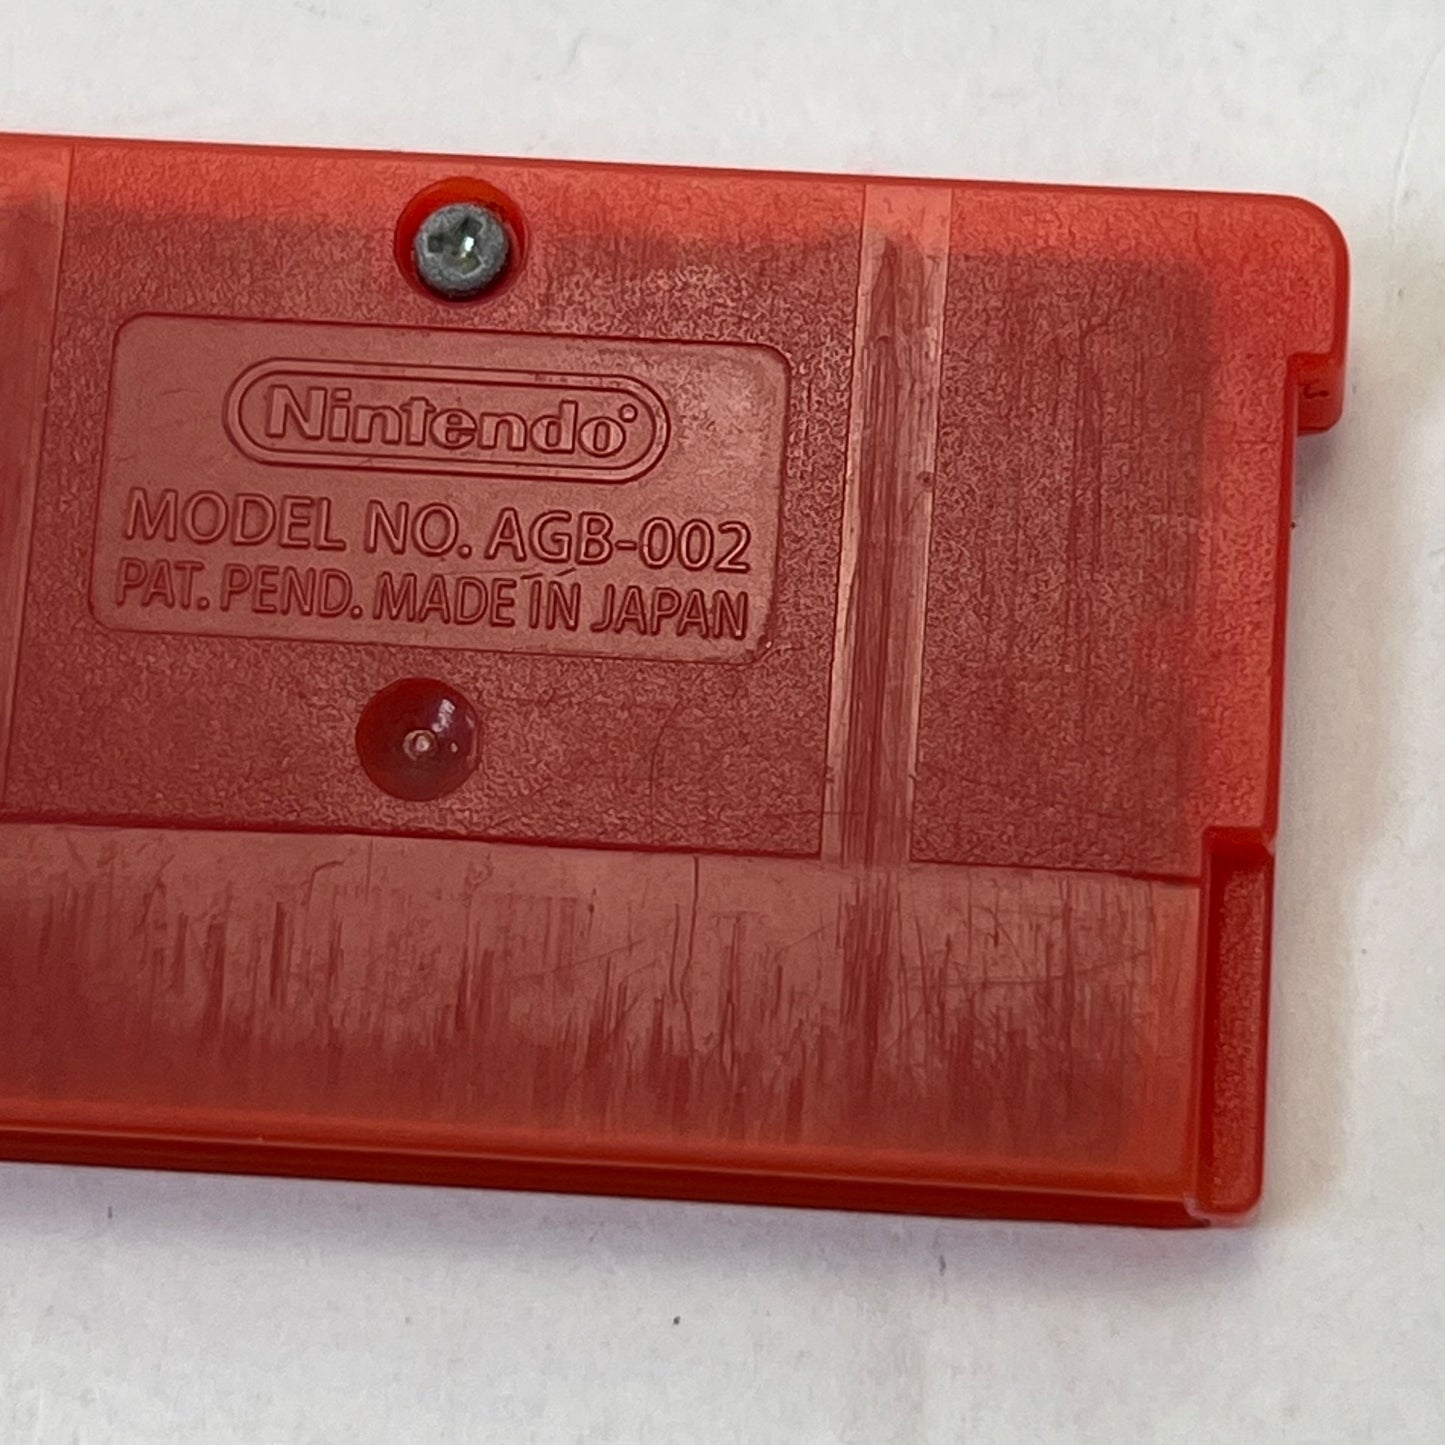 Nintendo
MODEL NO. AGB-002
PAT. PEND. MADE IN JAPAN